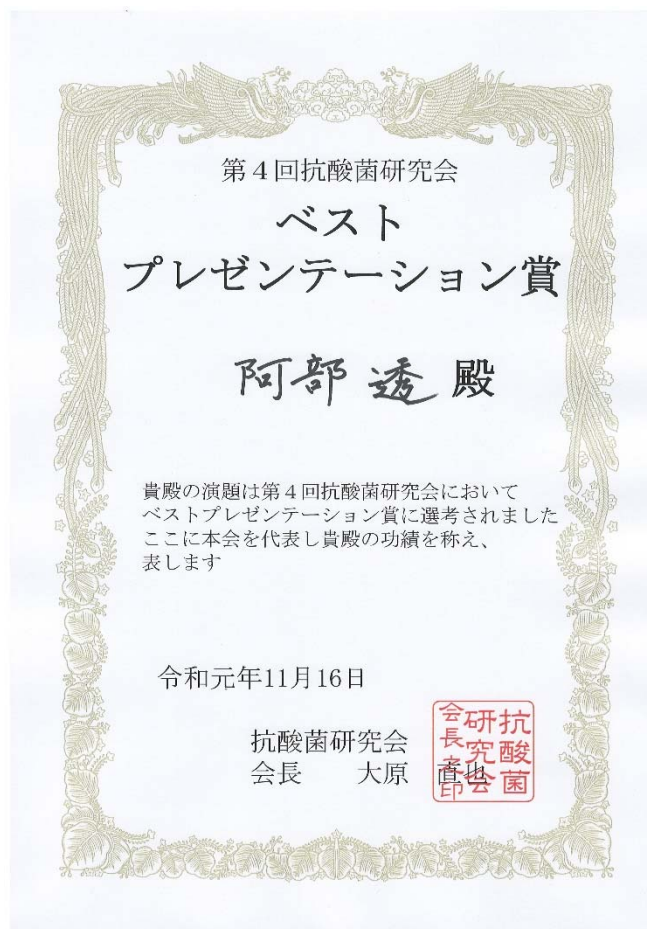 第４回抗酸菌研究会
ベスト
プレゼンテーション賞
阿部 透 殿
貴殿の演題は第４回抗酸菌研究会において
ベストプレゼンテーション賞に選考されました
ここに本会を代表し貴殿の功績を称え、
表します
令和元年11月16日
抗酸菌研究会
会長　　大原　直也
抗酸菌
研究会
会長之印